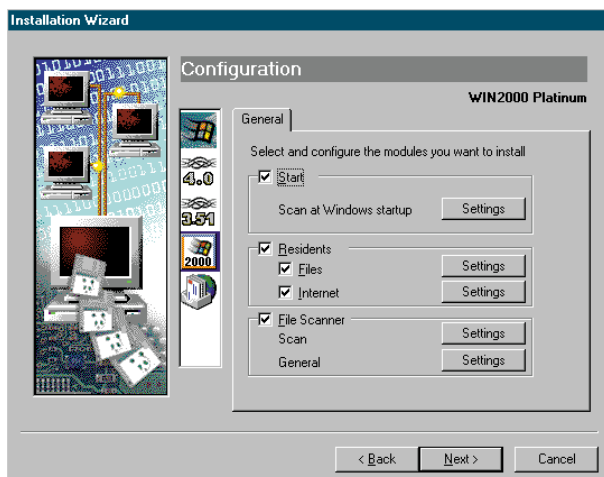 Installation Wizard
Configuration
WIN2000 Platinum
General
Select and configure the modules you want to install
Start
Scan at Windows startup Settings
Residents
Files Settings
Internet Settings
File Scanner
Scan Settings
General Settings
4.0
3.51
2000
< Back Next > Cancel